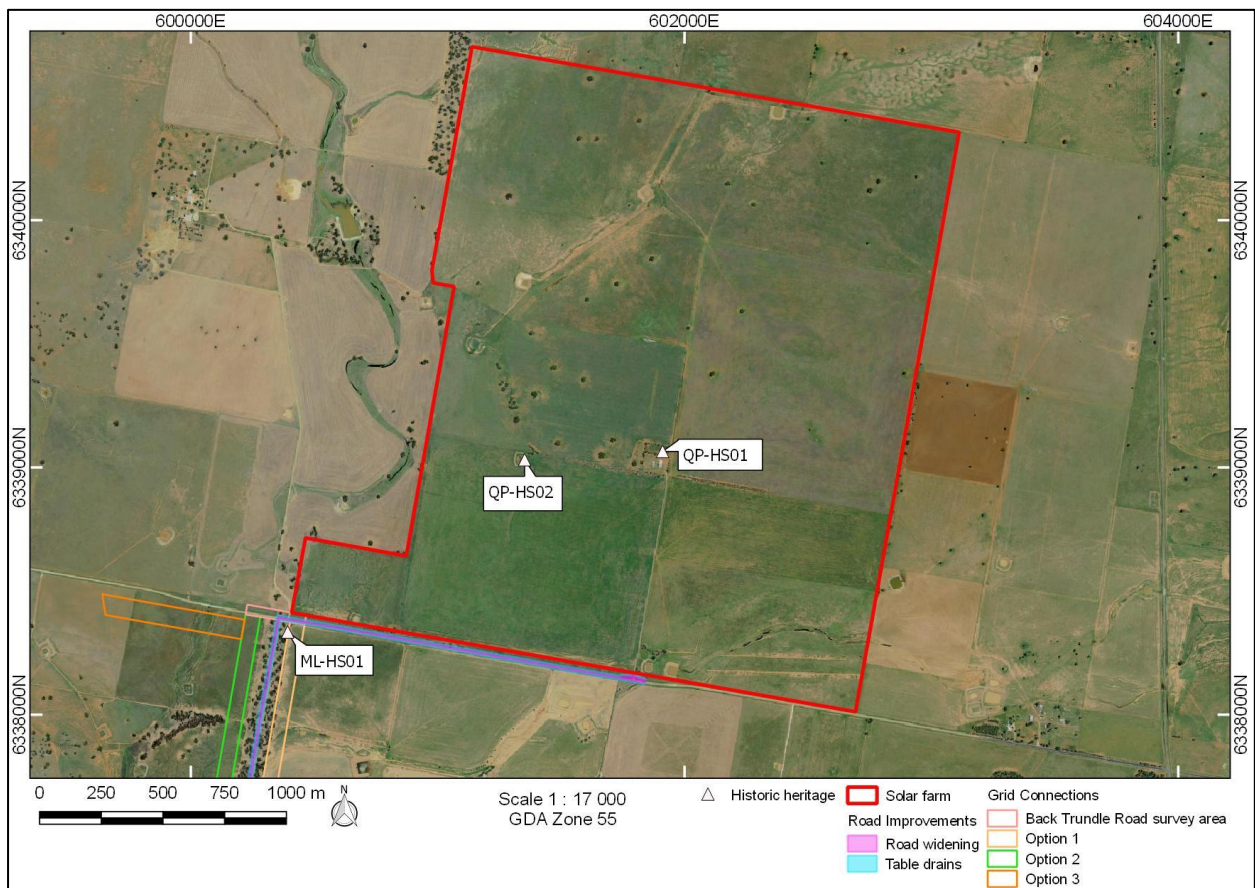 600000E
602000E
604000E
6340000N
6340000N
6339000N
6339000N
6338000N
6338000N
QP-HS01
QP-HS02
ML-HS01
0 250 500 750 1000 m
N
Scale 1 : 17 000
GDA Zone 55
Historic heritage
Solar farm
Road Improvements
Road widening
Table drains
Grid Connections
Back Trundle Road survey area
Option 1
Option 2
Option 3